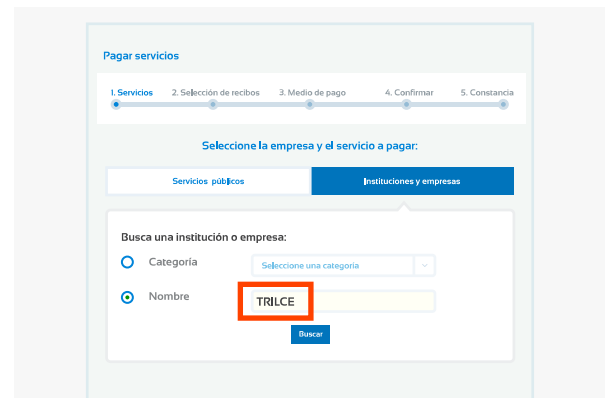 Pagar servicios
1. Servicios 2. Selección de recibos 3. Medio de pago 4. Confirmar 5. Constancia
Seleccione la empresa y el servicio a pagar:
Servicios públicos Instituciones y empresas
Busca una institución o empresa:
Categoría Seleccione una categoría
Nombre TRILCE
Buscar